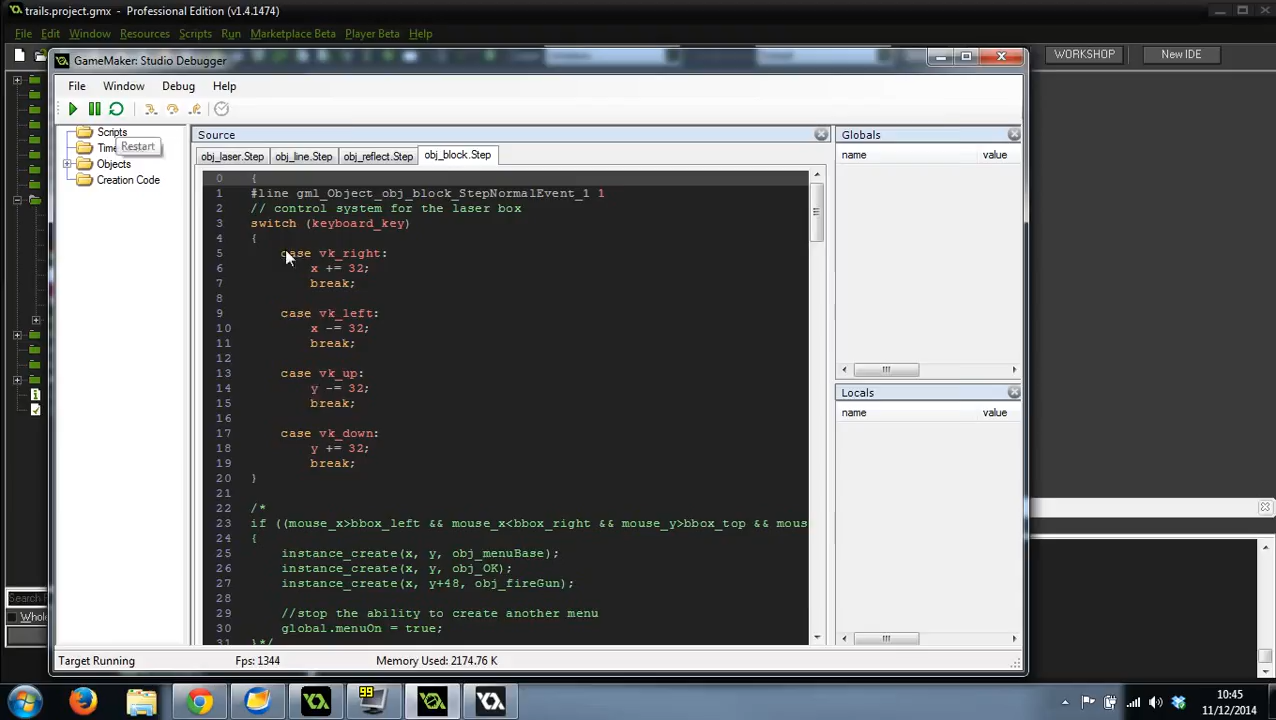 trails.project.gmx - Professional Edition (v1.4.1474)
File Edit Window Resources Scripts Run Marketplace Beta Player Beta Help
GameMaker: Studio Debugger
WORKSHOP New IDE
File Window Debug Help
Scripts
Restart
Objects
Creation Code
Source
obj_laser.Step obj_line.Step obj_reflect.Step obj_block.Step
0 {
1 #line gml_Object_obj_block_StepNormalEvent_1 1
2 // control system for the laser box
3 switch (keyboard_key)
4 {
5 case vk_right:
6 x += 32;
7 break;
8
9 case vk_left:
10 x -= 32;
11 break;
12
13 case vk_up:
14 y -= 32;
15 break;
16
17 case vk_down:
18 y += 32;
19 break;
20 }
21
22 /*
23 if ((mouse_x>bbox_left && mouse_x<bbox_right && mouse_y>bbox_top && mous
24 {
25 instance_create(x, y, obj_menuBase);
26 instance_create(x, y, obj_OK);
27 instance_create(x, y+48, obj_fireGun);
28
29 //stop the ability to create another menu
30 global.menuOn = true;
31 }*/
Globals
name value
Locals
name value
Target Running Fps: 1344 Memory Used: 2174.76 K
99
10:45
11/12/2014